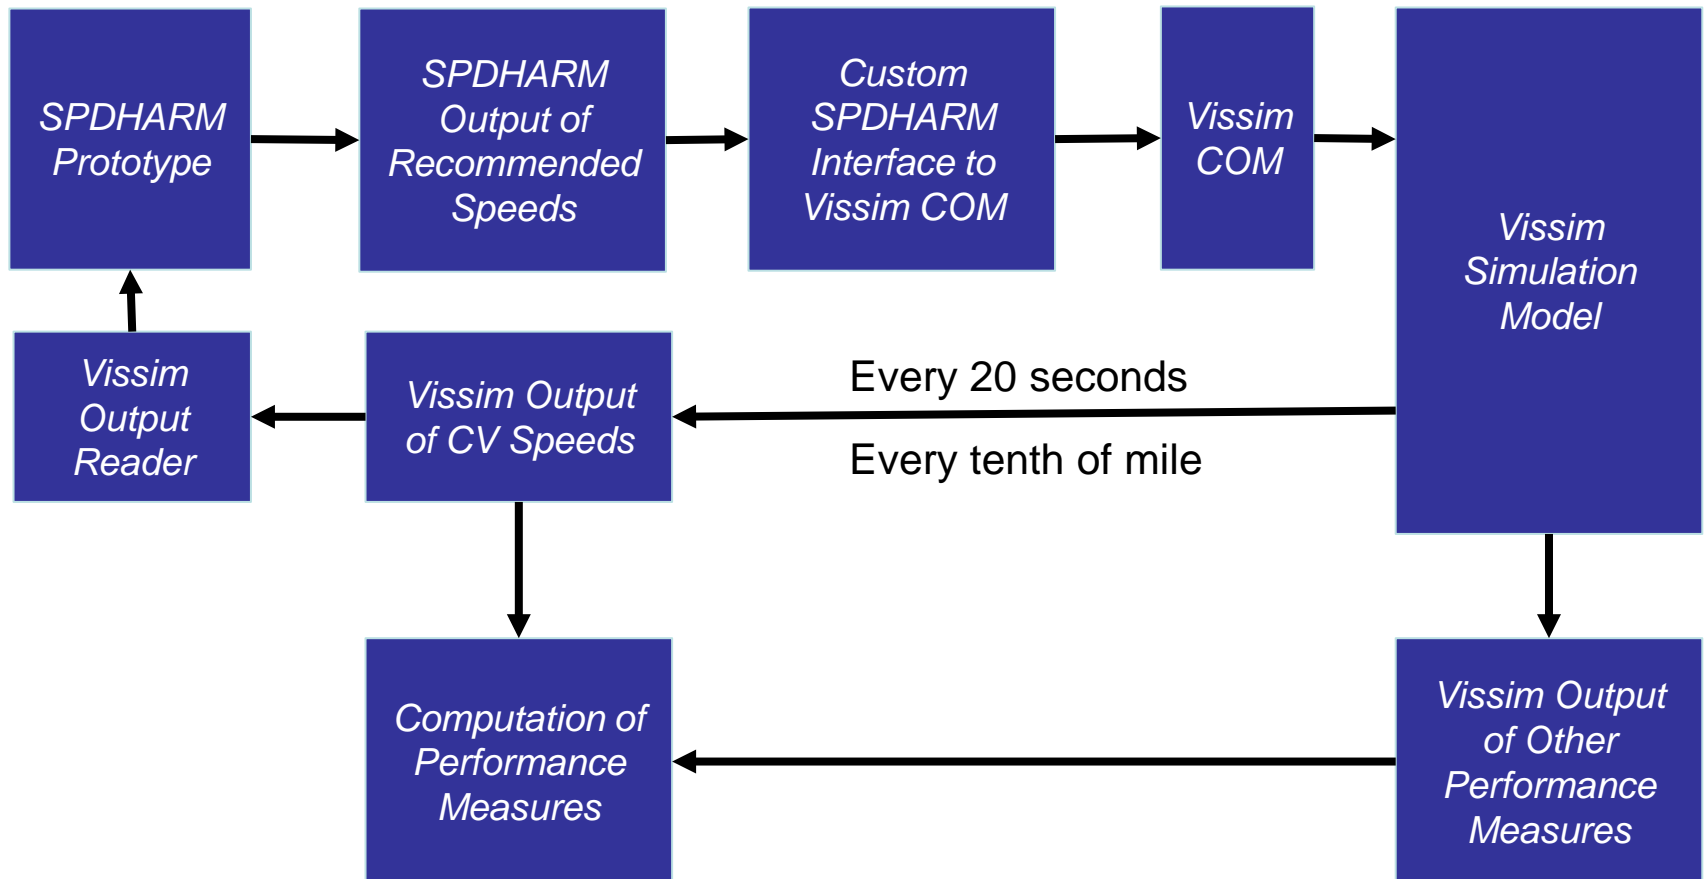 SPDHARM
Prototype
SPDHARM
Output of
Recommended
Speeds
Custom
SPDHARM
Interface to
Vissim COM
Vissim
COM
Vissim
Simulation
Model
Vissim
Output
Reader
Vissim Output
of CV Speeds
Every 20 seconds
Every tenth of mile
Computation of
Performance
Measures
Vissim Output
of Other
Performance
Measures